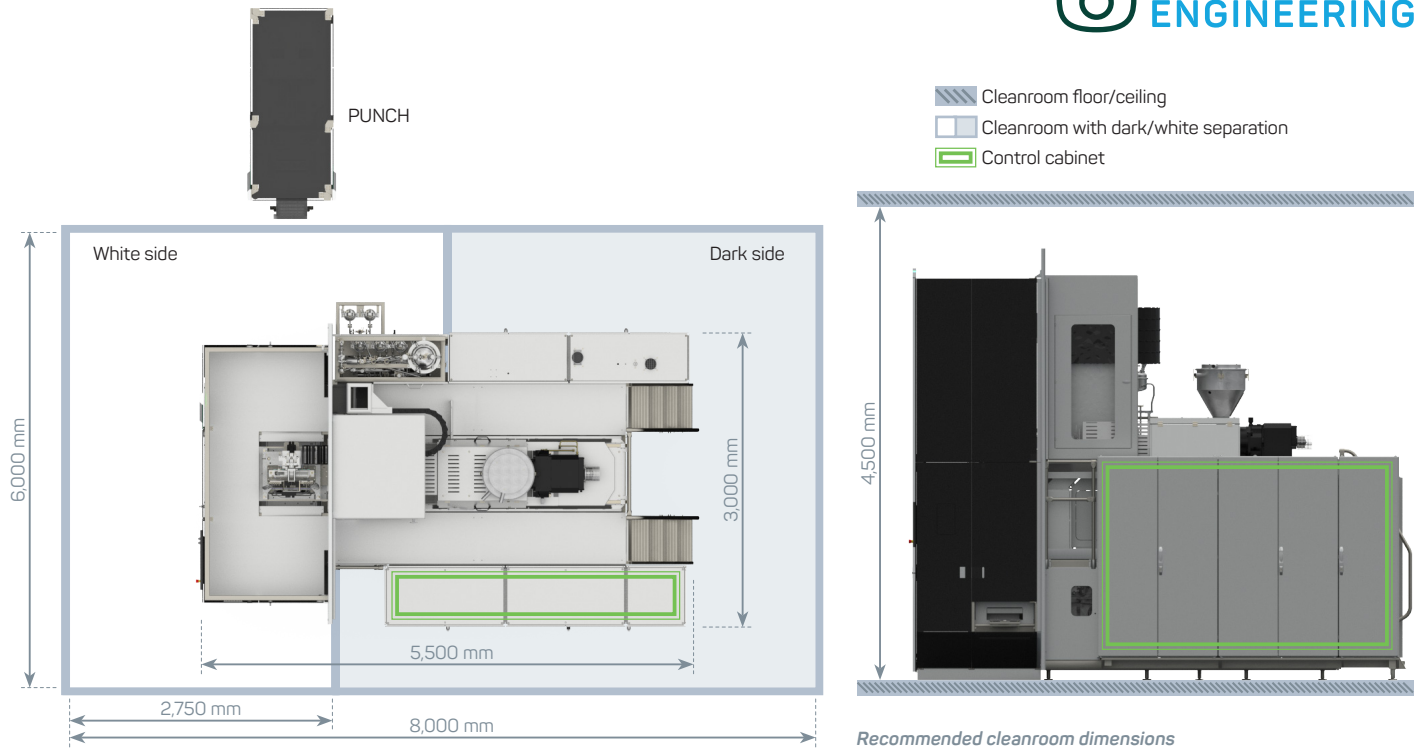 ENGINEERING
PUNCH
Cleanroom floor/ceiling
Cleanroom with dark/white separation
Control cabinet
White side
Dark side
6,000 mm
3,000 mm
4,500 mm
5,500 mm
2,750 mm
8,000 mm
Recommended cleanroom dimensions